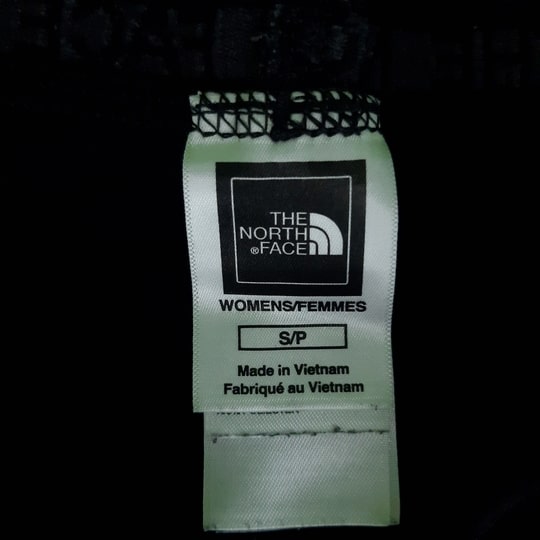 THE
NORTH
®FACE
WOMENS/FEMMES
S/P
Made in Vietnam
Fabriqué au Vietnam